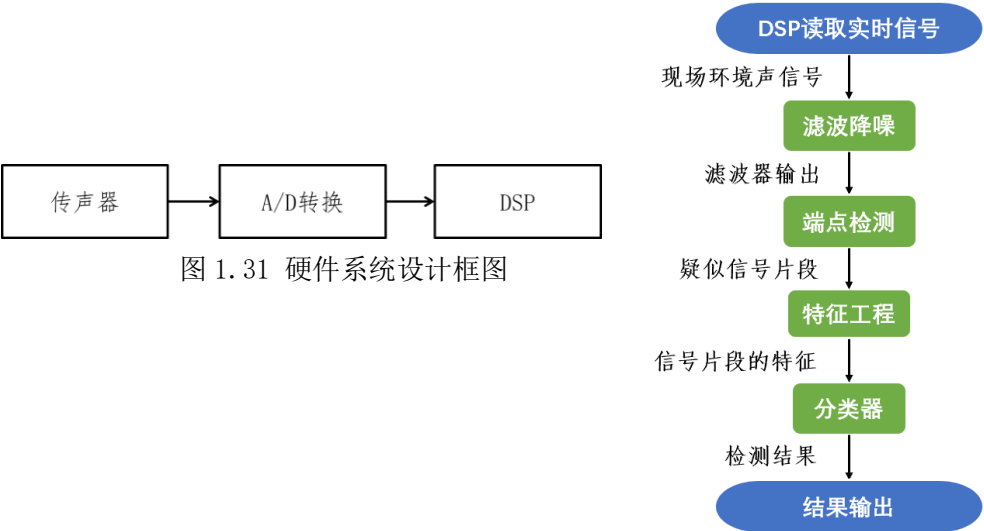 传声器
A/D转换
DSP
图 1.31 硬件系统设计框图
DSP读取实时信号
现场环境声信号
滤波降噪
滤波器输出
端点检测
疑似信号片段
特征工程
信号片段的特征
分类器
检测结果
结果输出